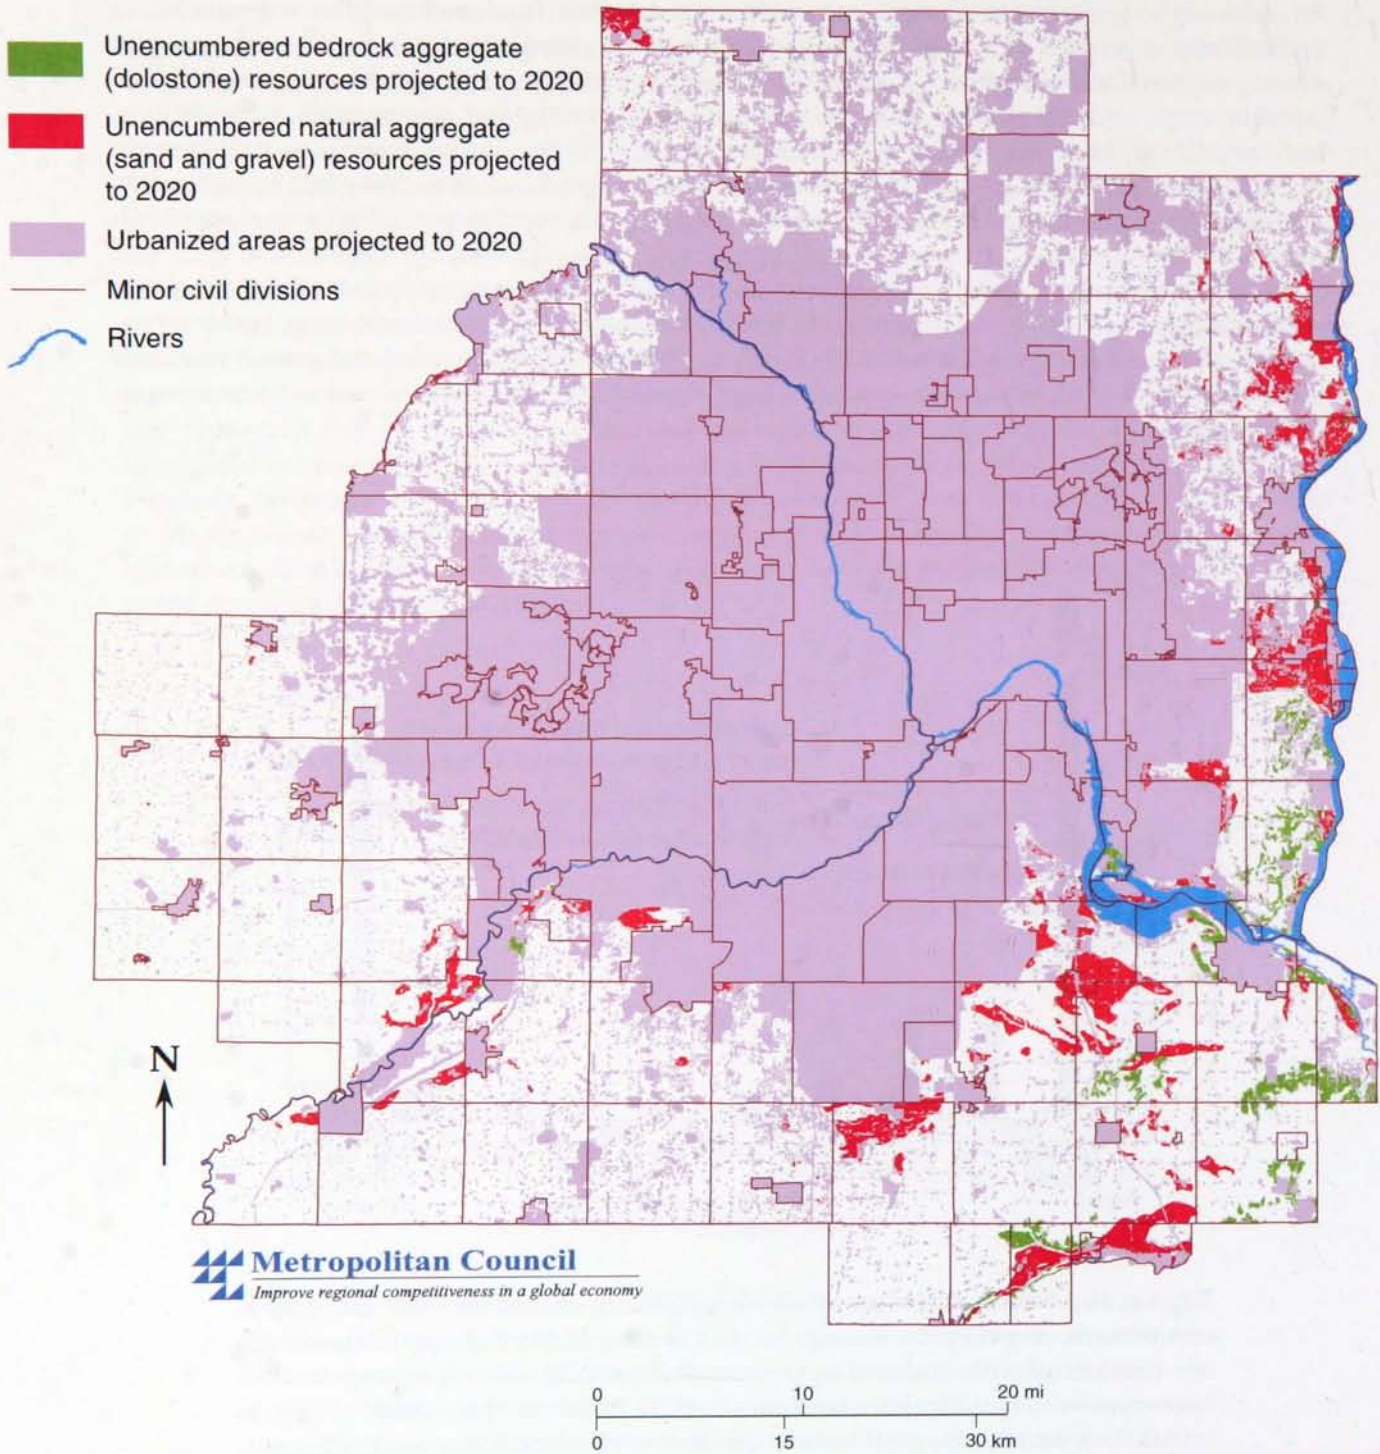 Unencumbered bedrock aggregate
(dolostone) resources projected to 2020
Unencumbered natural aggregate
(sand and gravel) resources projected
to 2020
Urbanized areas projected to 2020
Minor civil divisions
Rivers
N
Metropolitan Council
Improve regional competitiveness in a global economy
0 10 20 mi
0 15 30 km